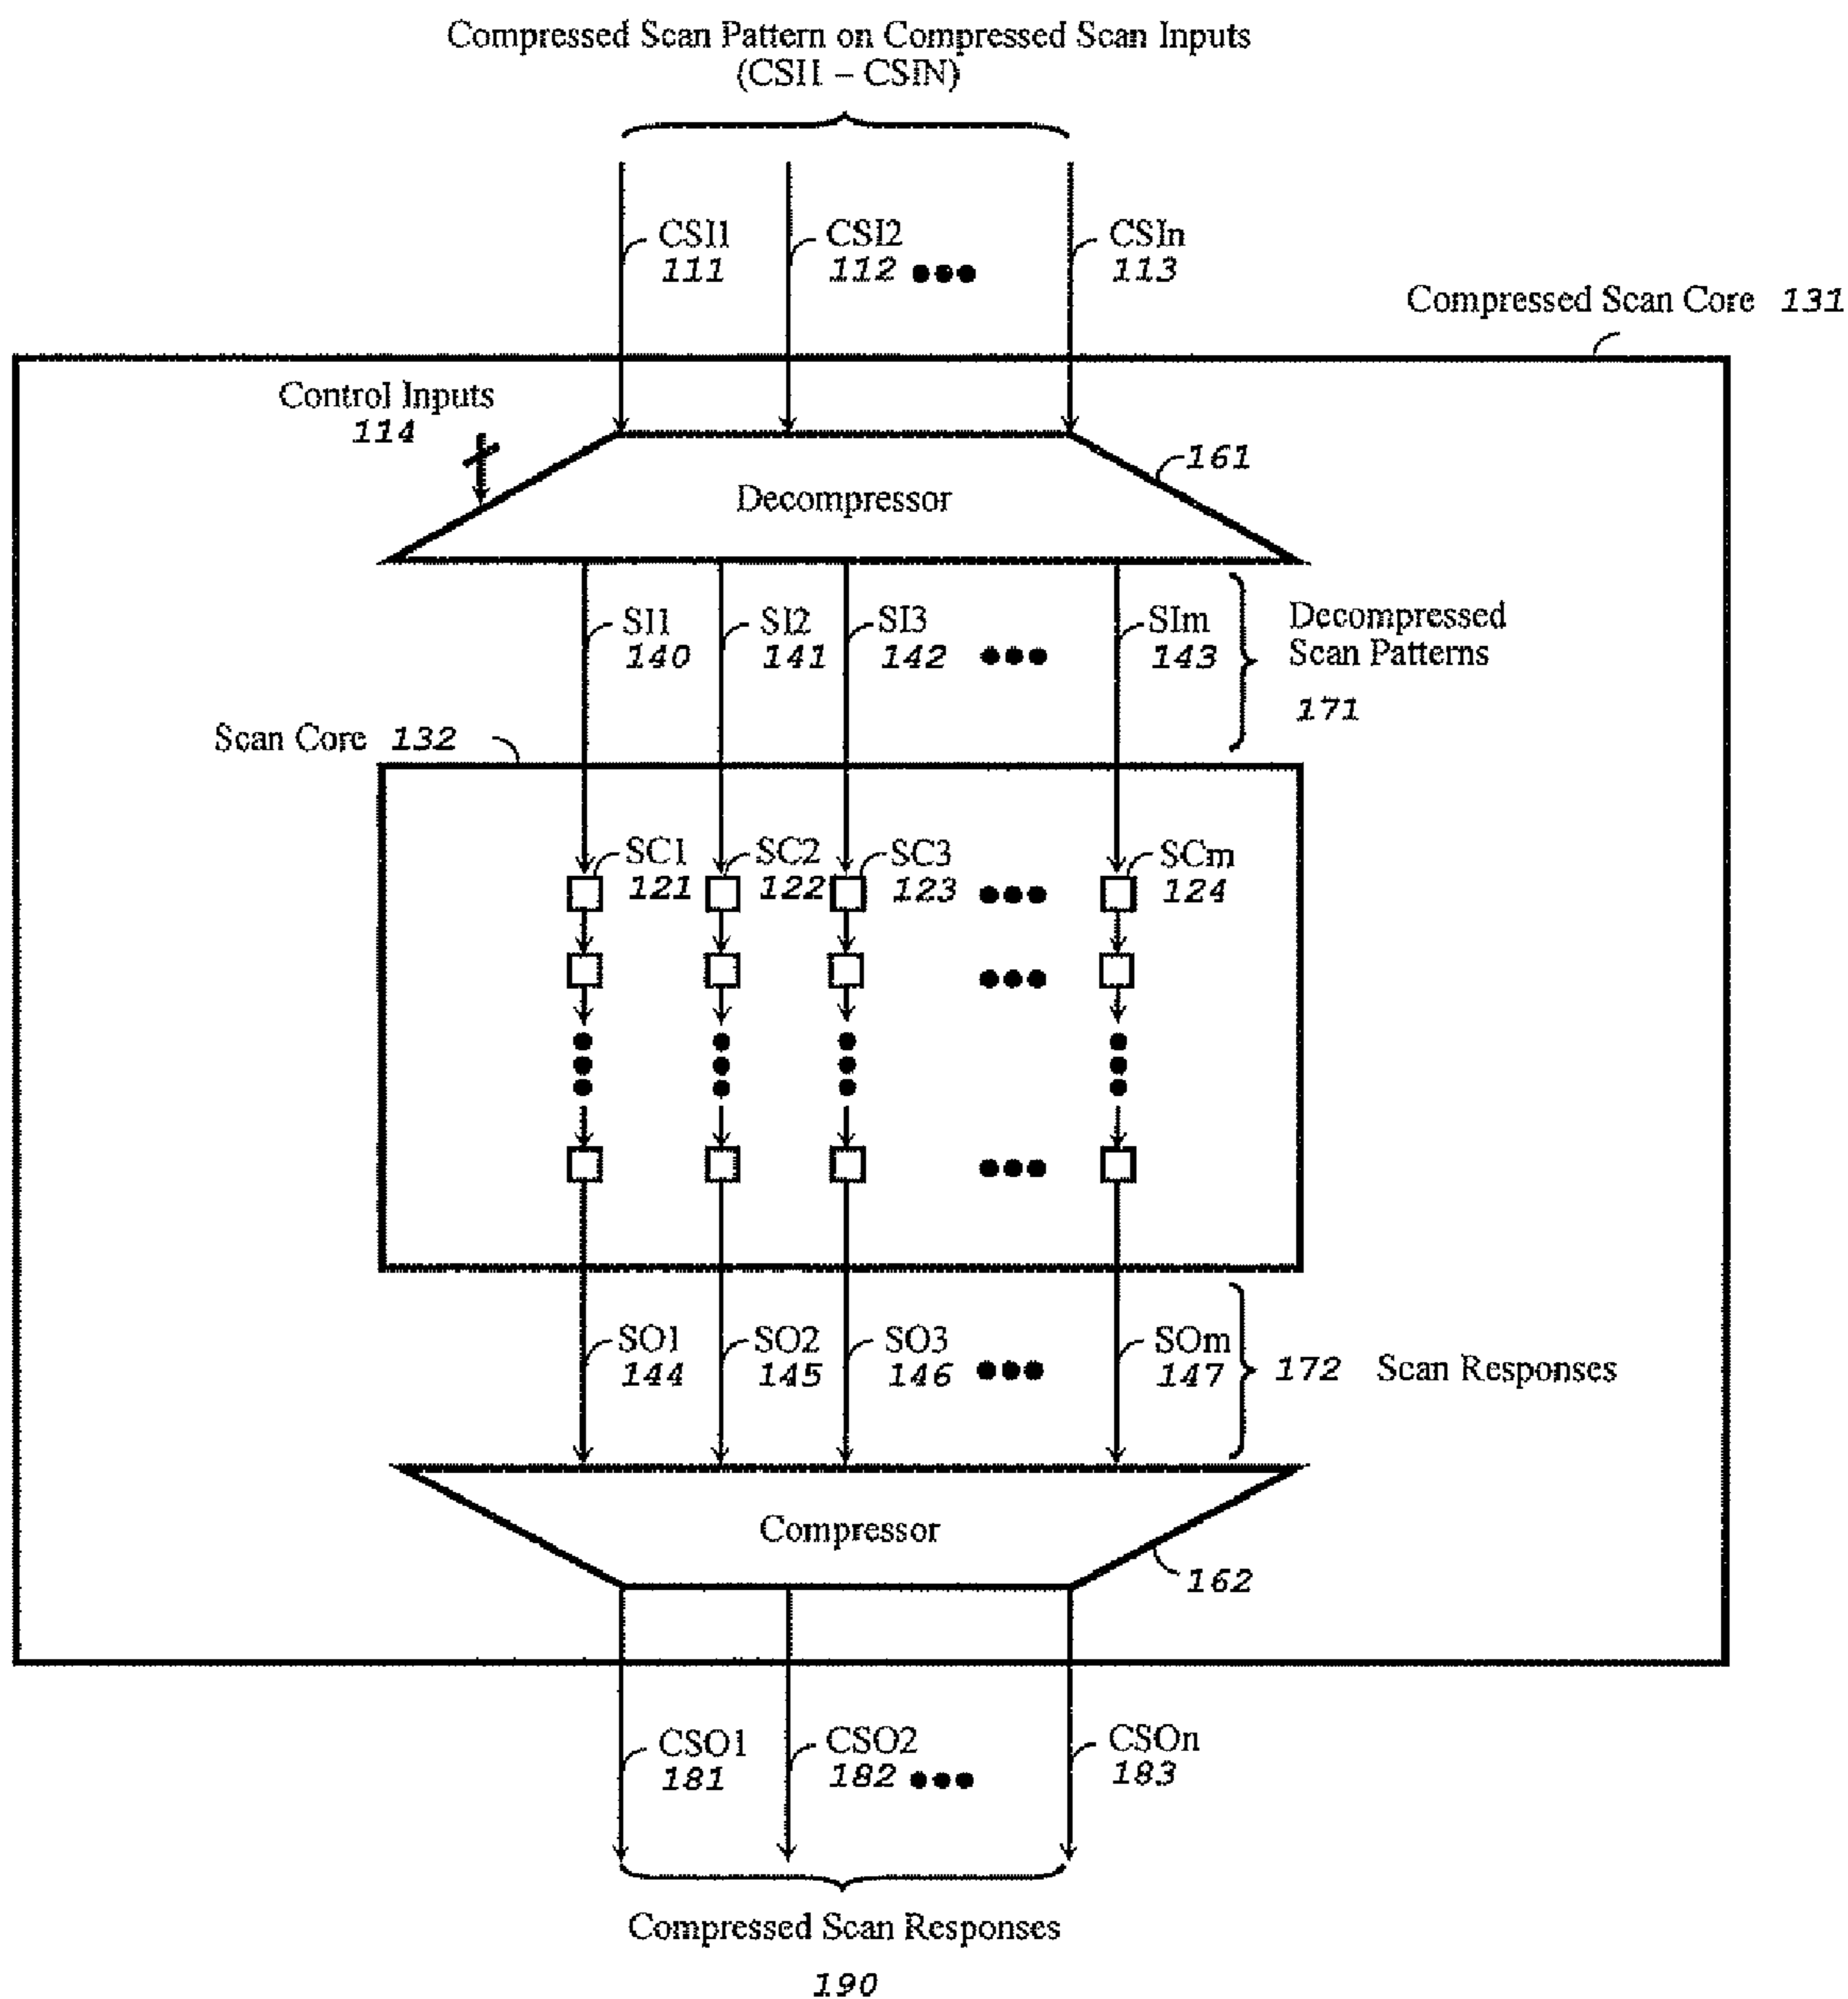 Compressed Scan Pattern on Compressed Scan Inputs
(CSI1 – CSIN)
CSI1
111
CSI2
112
CSIn
113
Compressed Scan Core 131
Control Inputs
114
161
Decompressor
SI1
140
SI2
141
SI3
142
SIm
143
Decompressed
Scan Patterns
171
Scan Core 132
SC1
121
SC2
122
SC3
123
SCm
124
SO1
144
SO2
145
SO3
146
SOm
147
172 Scan Responses
Compressor
162
CSO1
181
CSO2
182
CSOn
183
Compressed Scan Responses
190